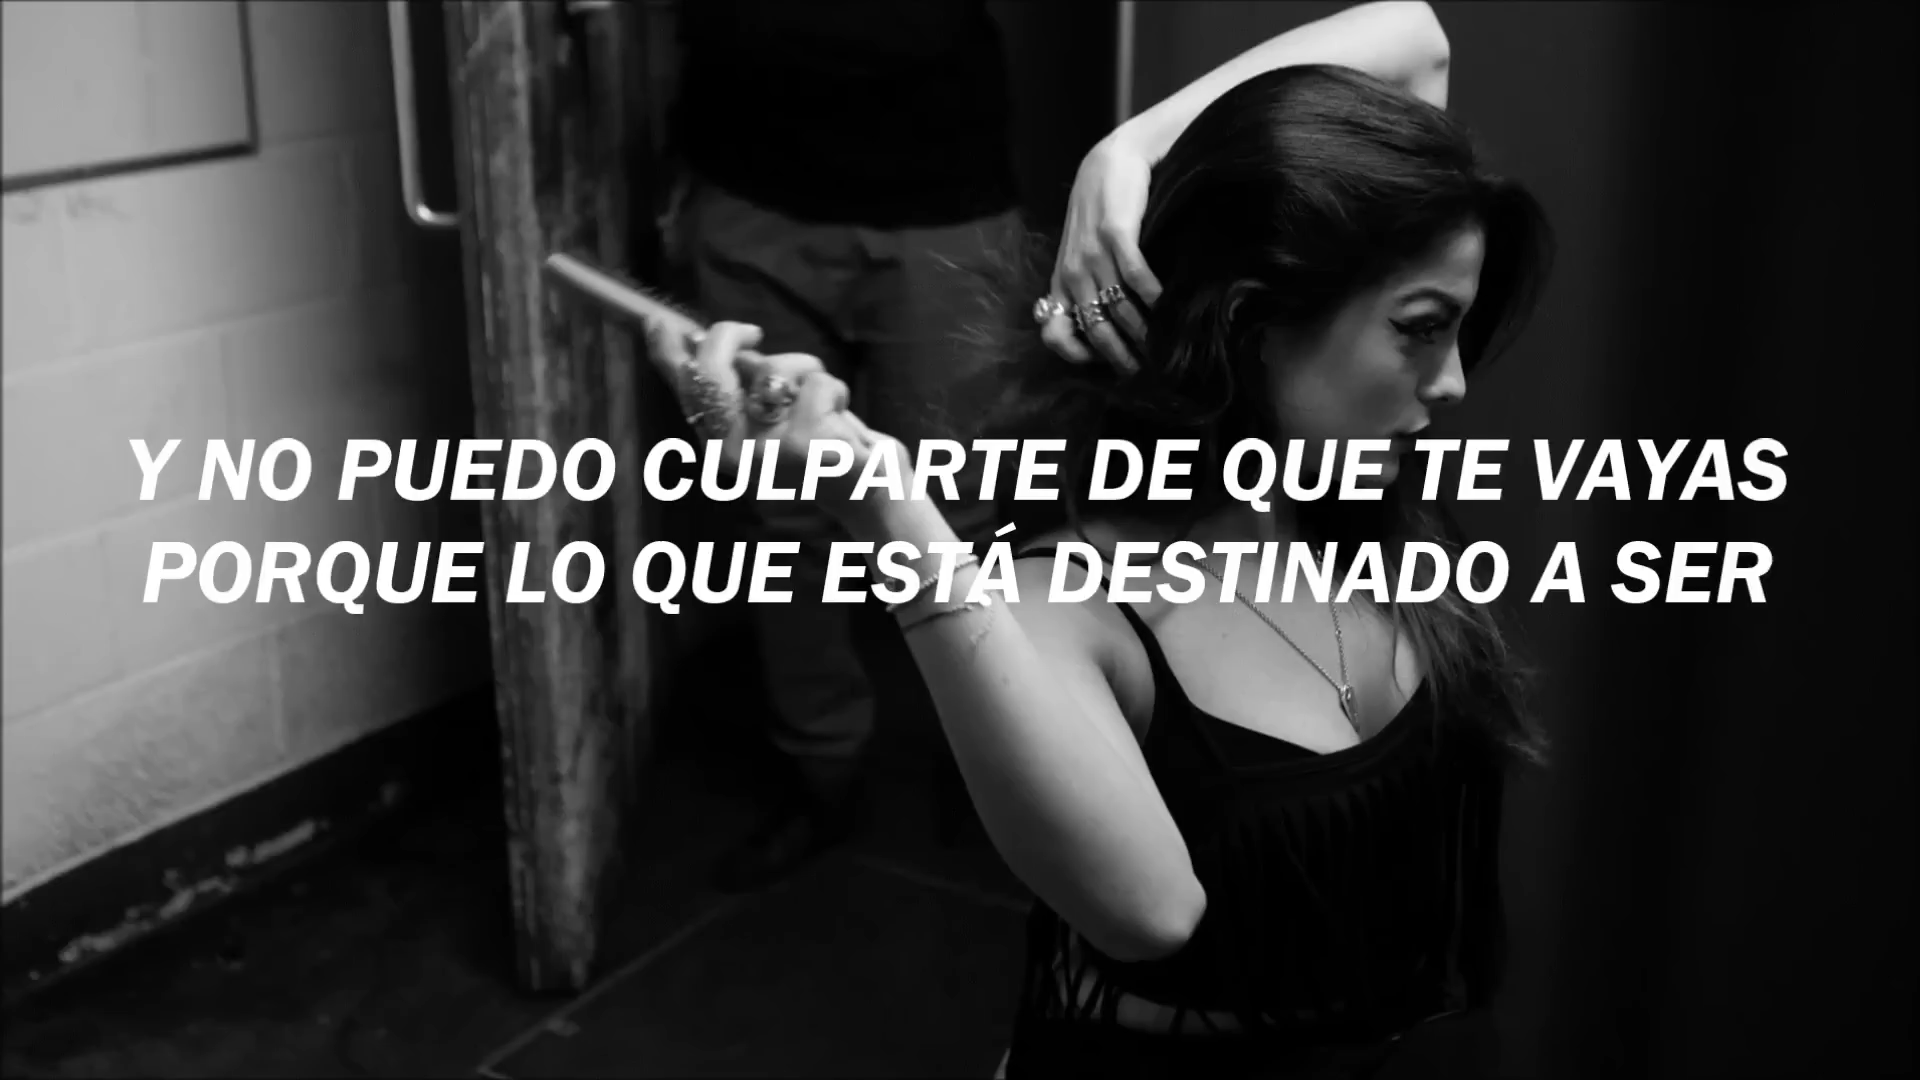 Y NO PUEDO CULPARTE DE QUE TE VAYAS
PORQUE LO QUE ESTÁ DESTINADO A SER